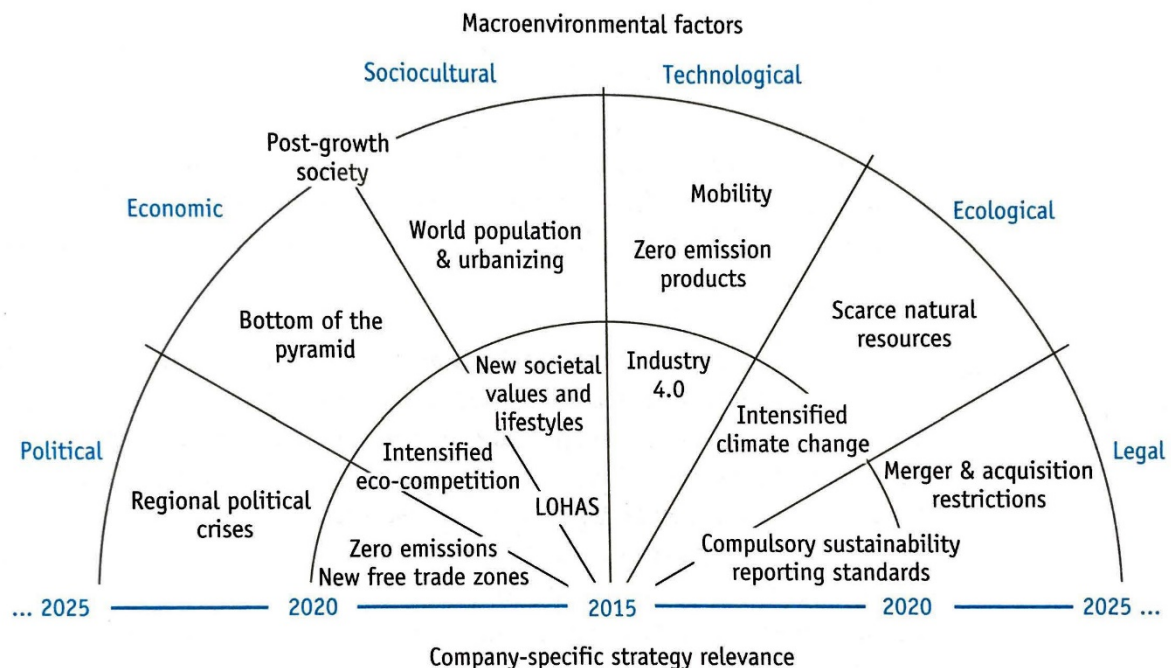 Macroenvironmental factors
Sociocultural
Technological
Post-growth
society
Economic
Mobility
Ecological
World population
& urbanizing
Zero emission
products
Bottom of the
pyramid
Scarce natural
resources
New societal
values and
lifestyles
Industry
4.0
Intensified
climate change
Political
Intensified
eco-competition
Legal
Regional political
crises
LOHAS
Merger & acquisition
restrictions
Zero emissions
New free trade zones
Compulsory sustainability
reporting standards
... 2025
2020
2015
2020
2025 ...
Company-specific strategy relevance